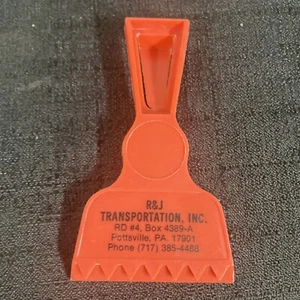 R&J
TRANSPORTATION, INC.
RD #4, Box 4389-A
Pottsville, PA. 17901
Phone (717) 385-4488